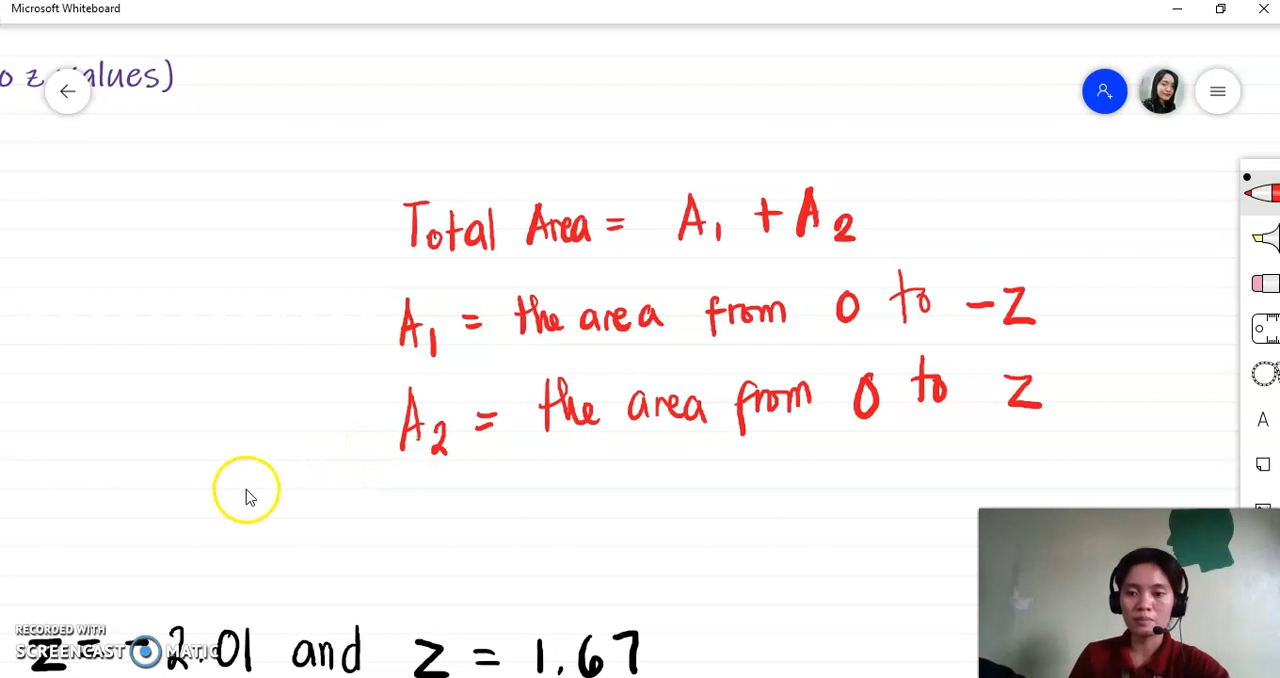 Microsoft Whiteboard
o z values)
Total Area = A₁ + A₂
A₁ = the area from 0 to -z
A₂ = the area from 0 to z
z = -2.01 and z = 1.67
RECORDED WITH
SCREENCAST MATIC
A